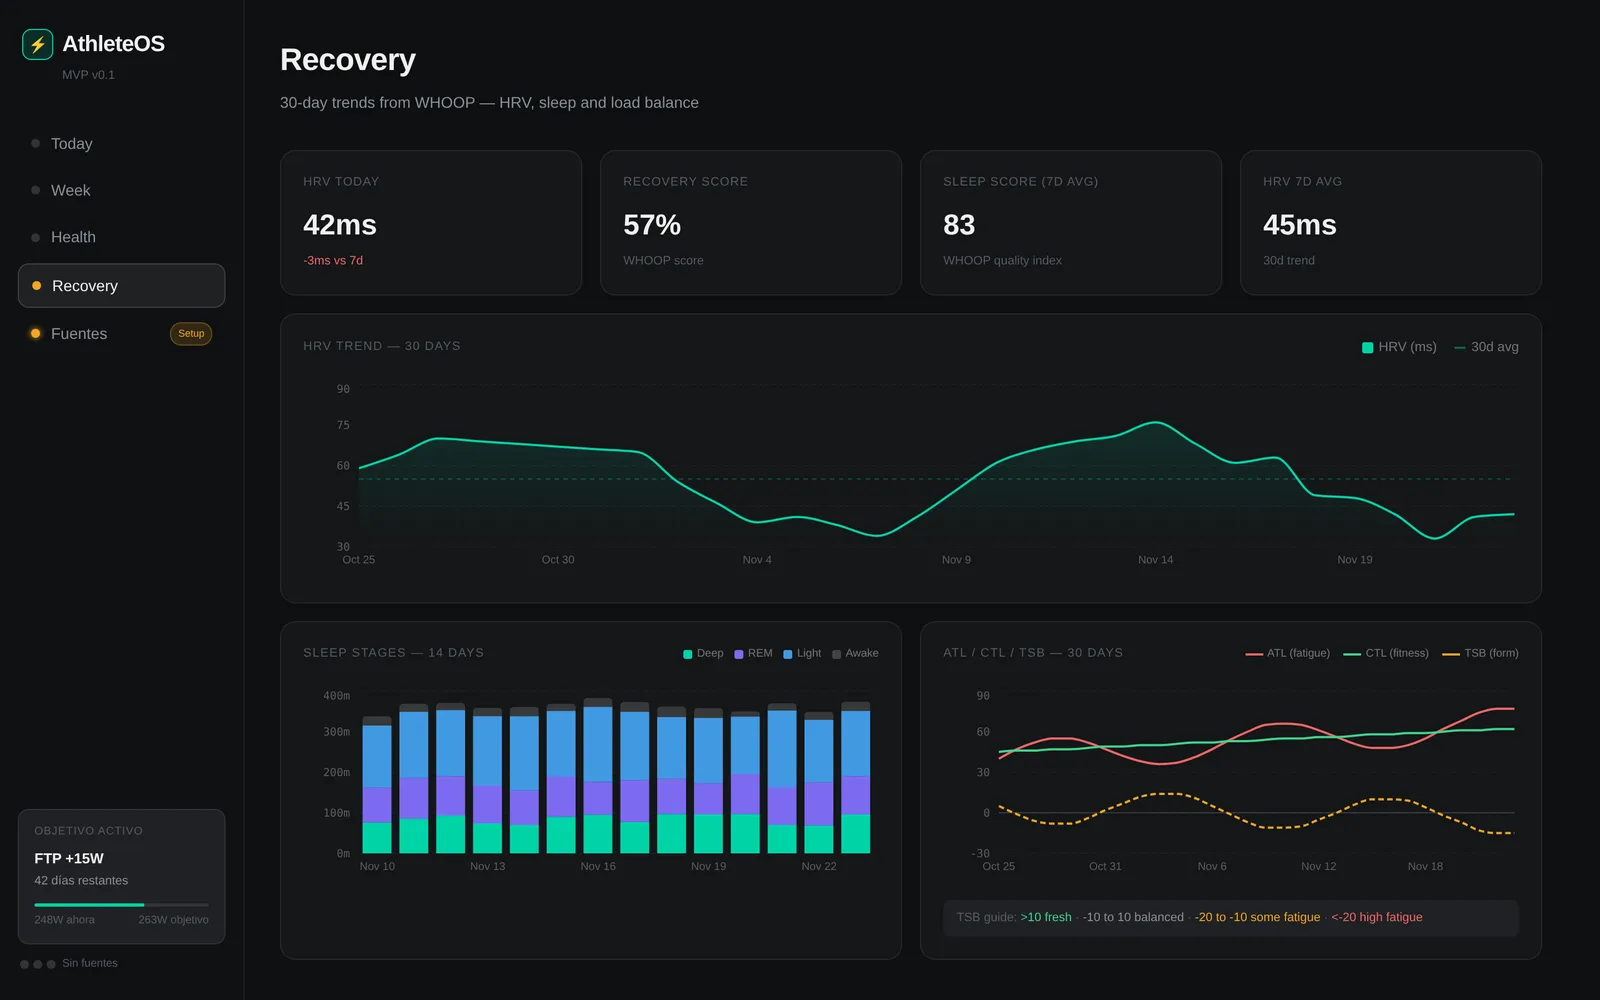 AthleteOS
MVP v0.1
Today
Week
Health
Recovery
Fuentes
Setup
OBJETIVO ACTIVO
FTP +15W
42 días restantes
248W ahora
263W objetivo
Sin fuentes
Recovery
30-day trends from WHOOP — HRV, sleep and load balance
HRV TODAY
42ms
-3ms vs 7d
RECOVERY SCORE
57%
WHOOP score
SLEEP SCORE (7D AVG)
83
WHOOP quality index
HRV 7D AVG
45ms
30d trend
HRV TREND — 30 DAYS
HRV (ms)
30d avg
90
75
60
45
30
Oct 25
Oct 30
Nov 4
Nov 9
Nov 14
Nov 19
SLEEP STAGES — 14 DAYS
Deep
REM
Light
Awake
400m
300m
200m
100m
0m
Nov 10
Nov 13
Nov 16
Nov 19
Nov 22
ATL / CTL / TSB — 30 DAYS
ATL (fatigue)
CTL (fitness)
TSB (form)
90
60
30
0
-30
Oct 25
Oct 31
Nov 6
Nov 12
Nov 18
TSB guide: >10 fresh · -10 to 10 balanced · -20 to -10 some fatigue · <-20 high fatigue